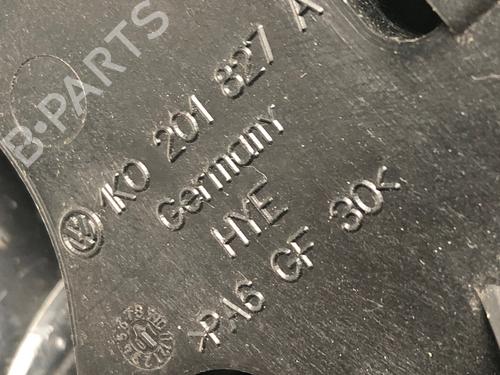 1K0 201 827 A
Germany
HYE
>PA6 GF 30<
B-PARTS